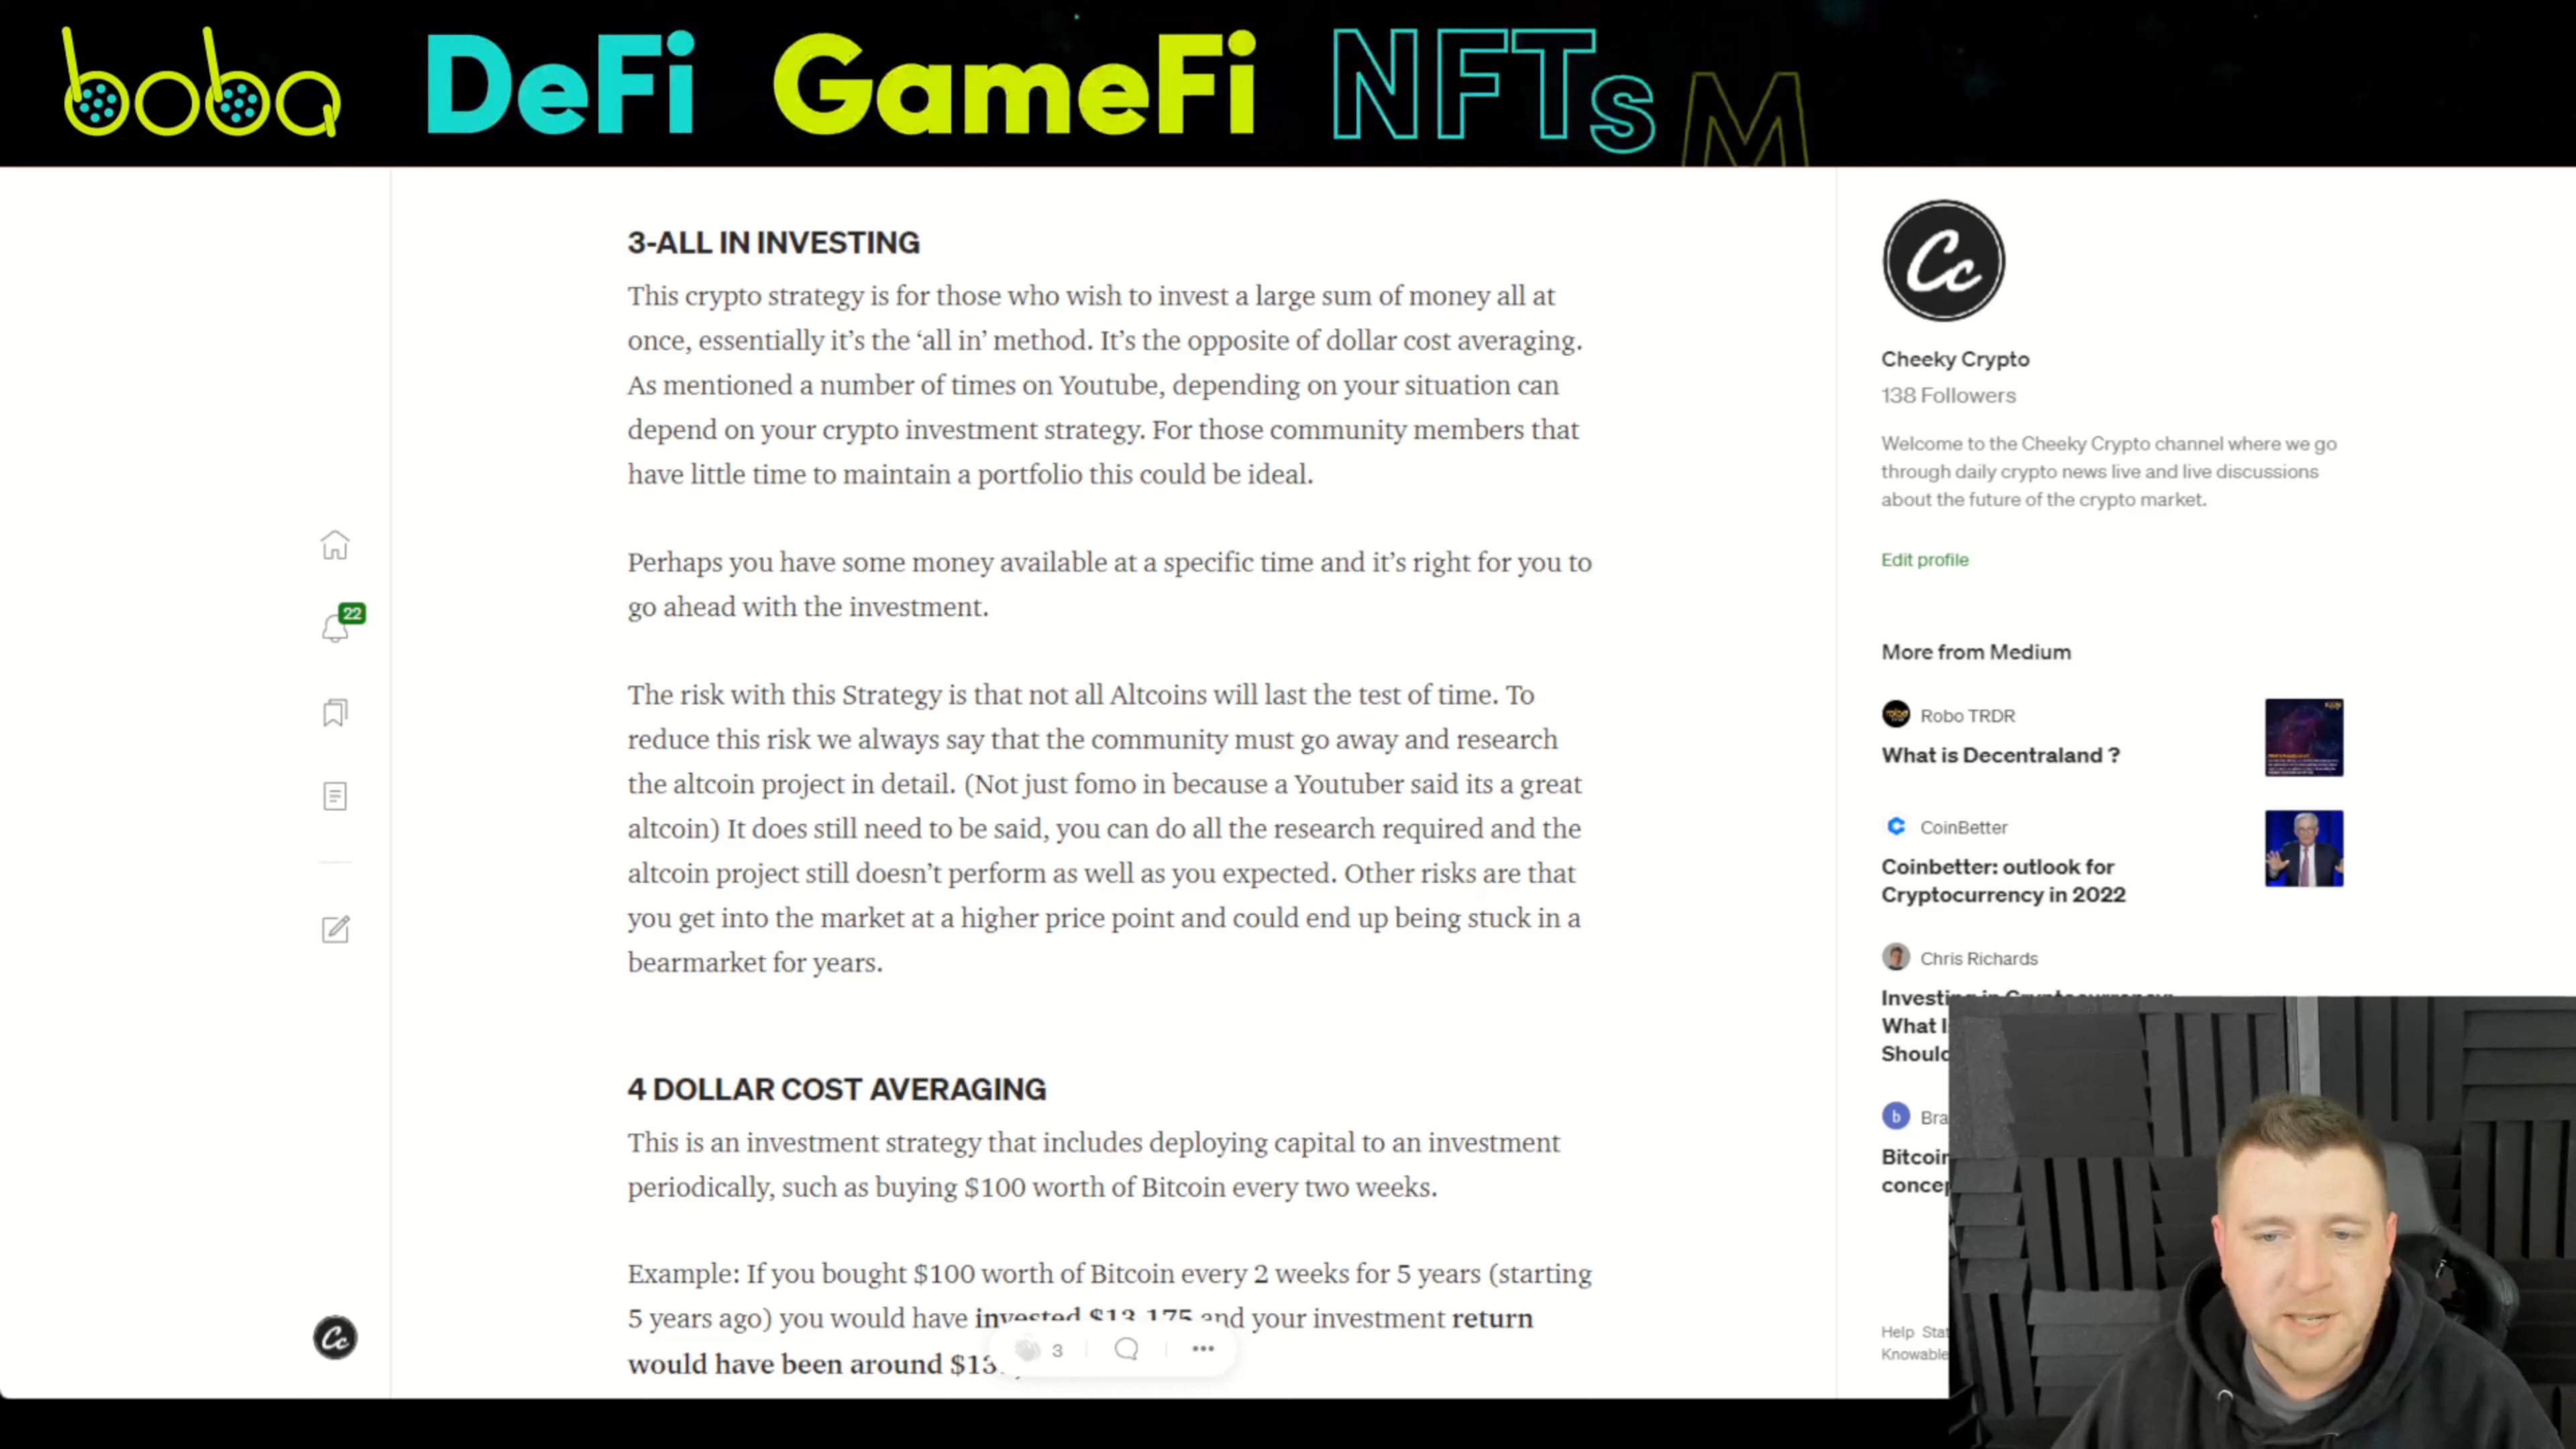 boba DeFi GameFi NFTs M
3-ALL IN INVESTING
This crypto strategy is for those who wish to invest a large sum of money all at
once, essentially it's the ‘all in’ method. It's the opposite of dollar cost averaging.
As mentioned a number of times on Youtube, depending on your situation can
depend on your crypto investment strategy. For those community members that
have little time to maintain a portfolio this could be ideal.
Perhaps you have some money available at a specific time and it's right for you to
go ahead with the investment.
The risk with this Strategy is that not all Altcoins will last the test of time. To
reduce this risk we always say that the community must go away and research
the altcoin project in detail. (Not just fomo in because a Youtuber said its a great
altcoin) It does still need to be said, you can do all the research required and the
altcoin project still doesn't perform as well as you expected. Other risks are that
you get into the market at a higher price point and could end up being stuck in a
bearmarket for years.
4 DOLLAR COST AVERAGING
This is an investment strategy that includes deploying capital to an investment
periodically, such as buying $100 worth of Bitcoin every two weeks.
Example: If you bought $100 worth of Bitcoin every 2 weeks for 5 years (starting
5 years ago) you would have invested $13,175 and your investment return
would have been around
3
22
Cc
Cc
Cheeky Crypto
138 Followers
Welcome to the Cheeky Crypto channel where we go
through daily crypto news live and live discussions
about the future of the crypto market.
Edit profile
More from Medium
Robo TRDR
What is Decentraland ?
CoinBetter
Coinbetter: outlook for
Cryptocurrency in 2022
Chris Richards
Investing in Cryptocurrency:
What
b Bra
Help
Knowable